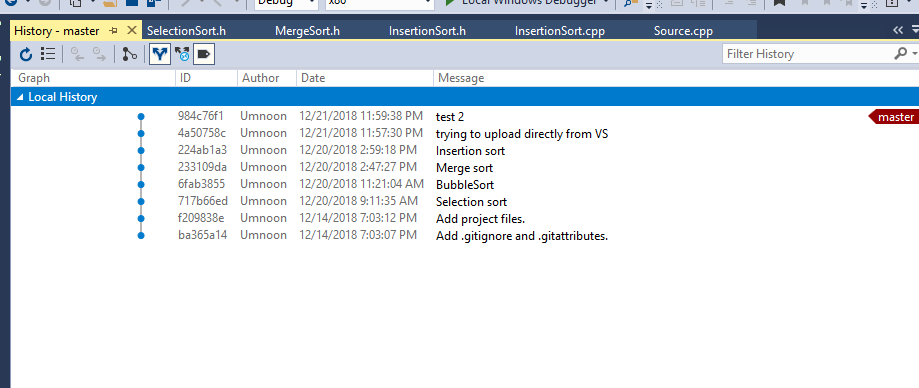 Debug x86 Local Windows Debugger
History - master SelectionSort.h MergeSort.h InsertionSort.h InsertionSort.cpp Source.cpp
Filter History
Graph ID Author Date Message
Local History
984c76f1 Umnoon 12/21/2018 11:59:38 PM test 2 master
4a50758c Umnoon 12/21/2018 11:57:30 PM trying to upload directly from VS
224ab1a3 Umnoon 12/20/2018 2:59:18 PM Insertion sort
233109da Umnoon 12/20/2018 2:47:27 PM Merge sort
6fab3855 Umnoon 12/20/2018 11:21:04 AM BubbleSort
717b66ed Umnoon 12/20/2018 9:11:35 AM Selection sort
f209838e Umnoon 12/14/2018 7:03:12 PM Add project files.
ba365a14 Umnoon 12/14/2018 7:03:07 PM Add .gitignore and .gitattributes.